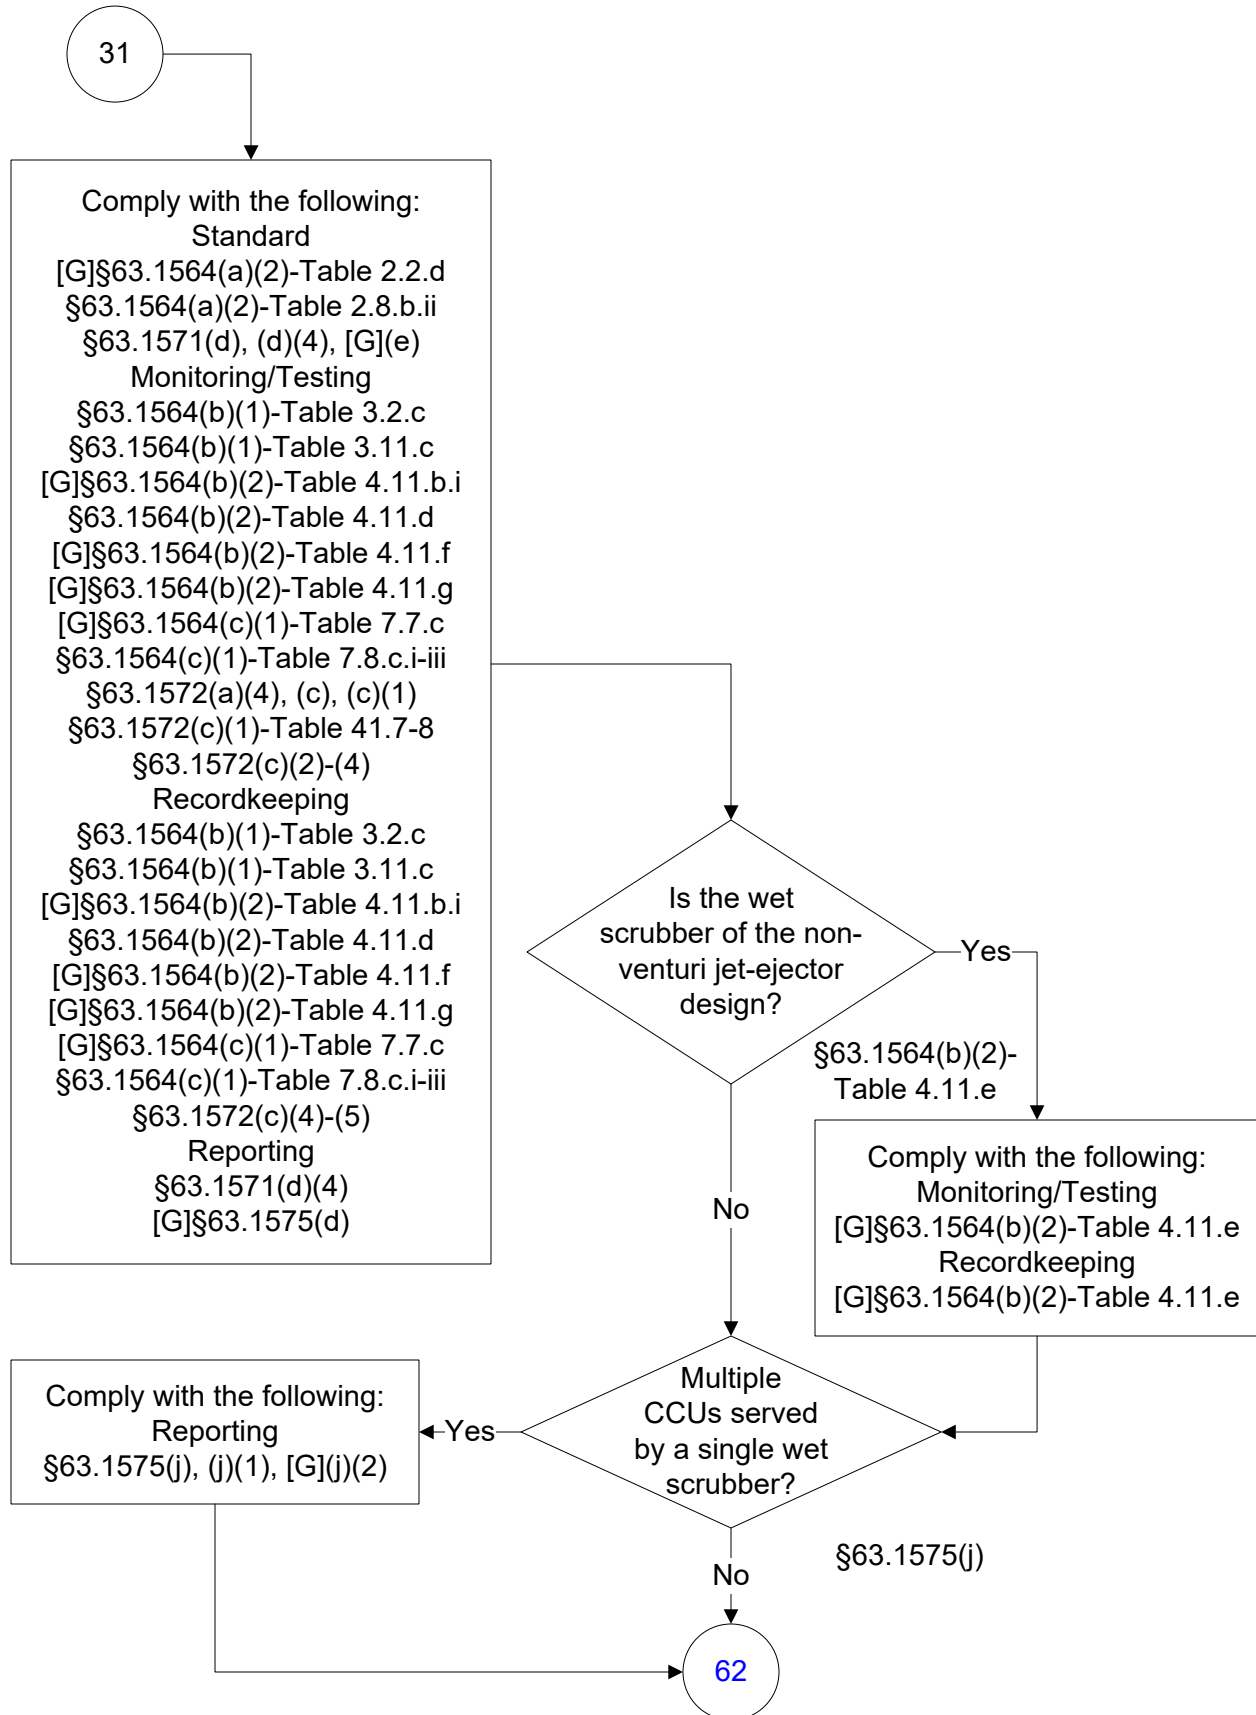 31
Comply with the following:
Standard
[G]§63.1564(a)(2)-Table 2.2.d
§63.1564(a)(2)-Table 2.8.b.ii
§63.1571(d), (d)(4), [G](e)
Monitoring/Testing
§63.1564(b)(1)-Table 3.2.c
§63.1564(b)(1)-Table 3.11.c
[G]§63.1564(b)(2)-Table 4.11.b.i
§63.1564(b)(2)-Table 4.11.d
[G]§63.1564(b)(2)-Table 4.11.f
[G]§63.1564(b)(2)-Table 4.11.g
[G]§63.1564(c)(1)-Table 7.7.c
§63.1564(c)(1)-Table 7.8.c.i-iii
§63.1572(a)(4), (c), (c)(1)
§63.1572(c)(1)-Table 41.7-8
§63.1572(c)(2)-(4)
Recordkeeping
§63.1564(b)(1)-Table 3.2.c
§63.1564(b)(1)-Table 3.11.c
[G]§63.1564(b)(2)-Table 4.11.b.i
§63.1564(b)(2)-Table 4.11.d
[G]§63.1564(b)(2)-Table 4.11.f
[G]§63.1564(b)(2)-Table 4.11.g
[G]§63.1564(c)(1)-Table 7.7.c
§63.1564(c)(1)-Table 7.8.c.i-iii
§63.1572(c)(4)-(5)
Reporting
§63.1571(d)(4)
[G]§63.1575(d)
Is the wet
scrubber of the non-
venturi jet-ejector
design?
Yes
§63.1564(b)(2)-
Table 4.11.e
No
Comply with the following:
Monitoring/Testing
[G]§63.1564(b)(2)-Table 4.11.e
Recordkeeping
[G]§63.1564(b)(2)-Table 4.11.e
Multiple
CCUs served
by a single wet
scrubber?
Yes
Comply with the following:
Reporting
§63.1575(j), (j)(1), [G](j)(2)
§63.1575(j)
No
62